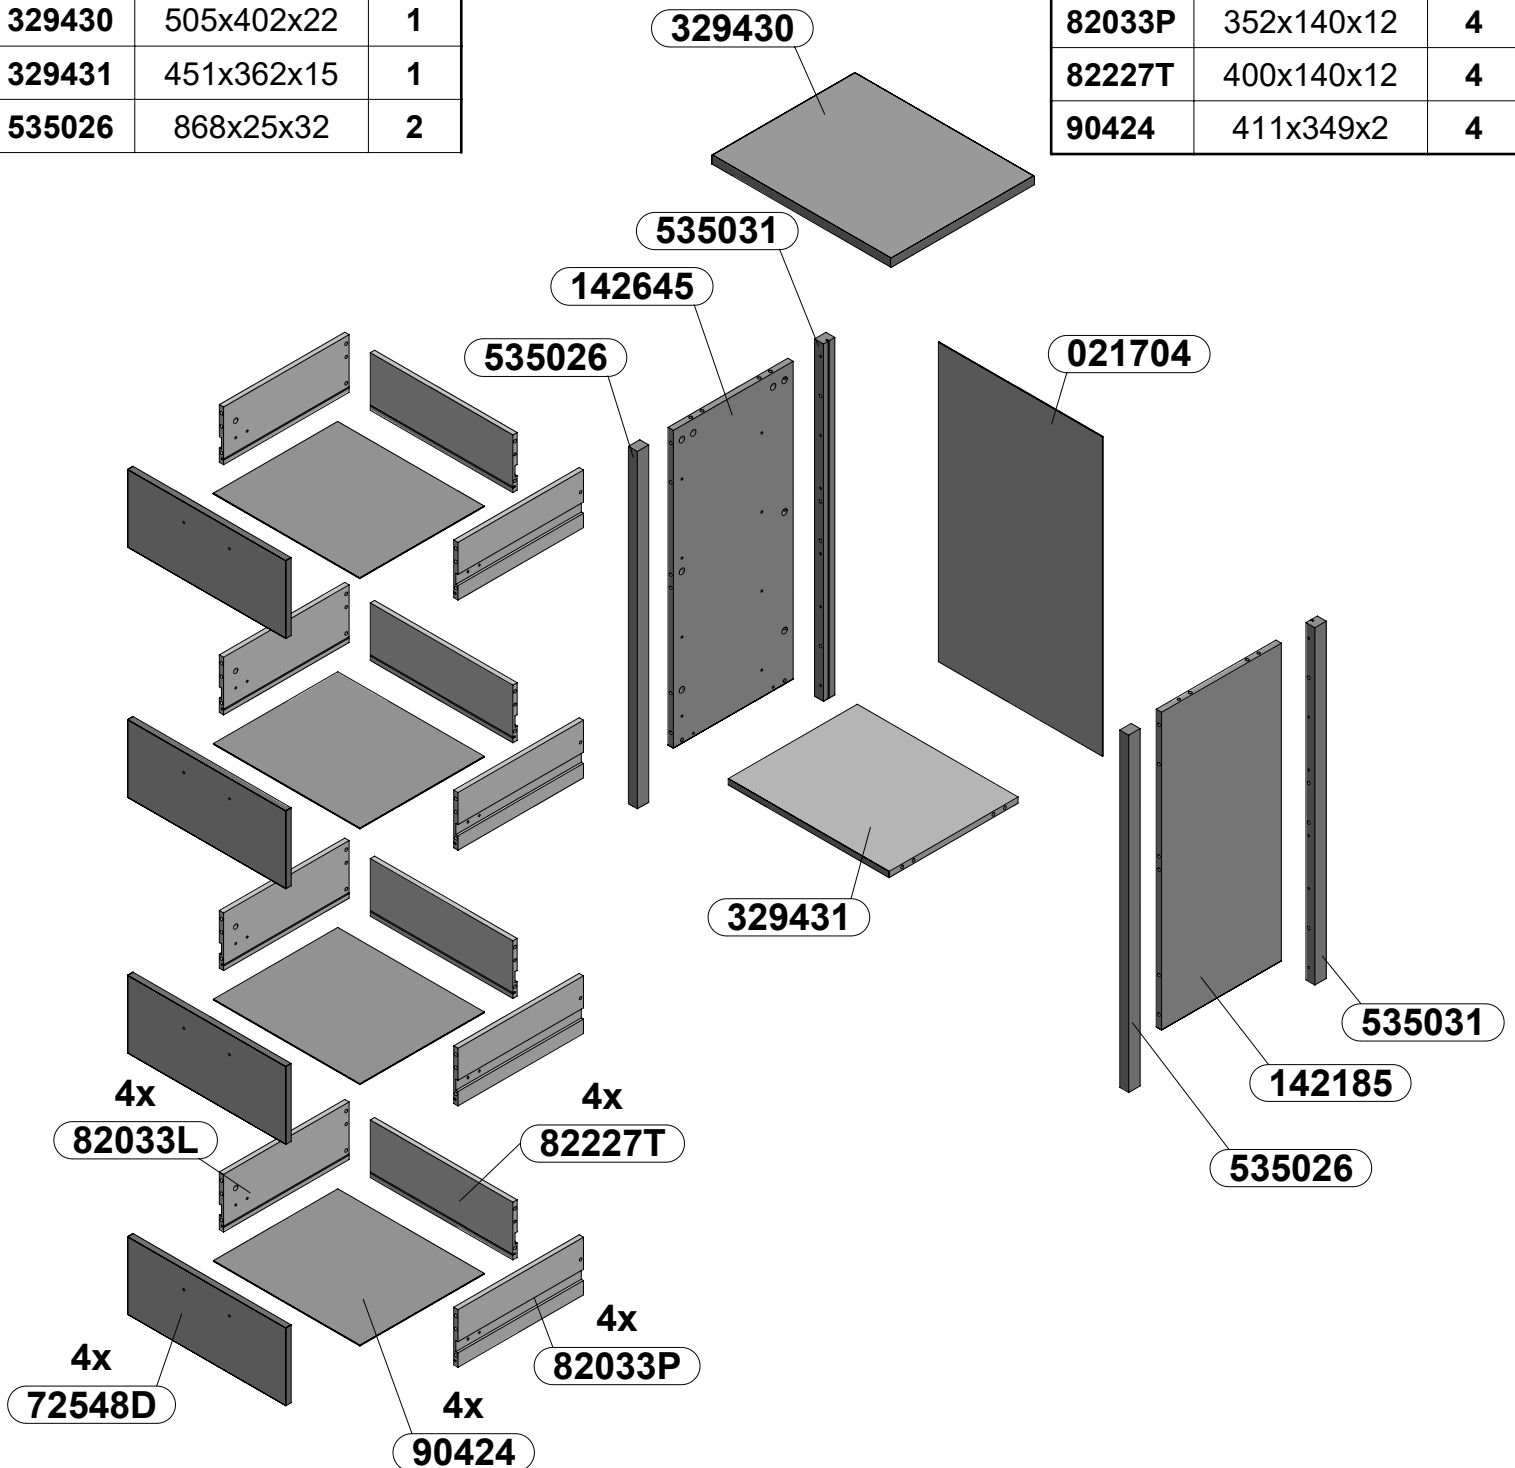 329430 505x402x22 1
329431 451x362x15 1
535026 868x25x32 2
82033P 352x140x12 4
82227T 400x140x12 4
90424 411x349x2 4
329430
535031
142645
535026
021704
329431
535031
142185
535026
4x
82033L
4x
82227T
4x
82033P
4x
72548D
4x
90424